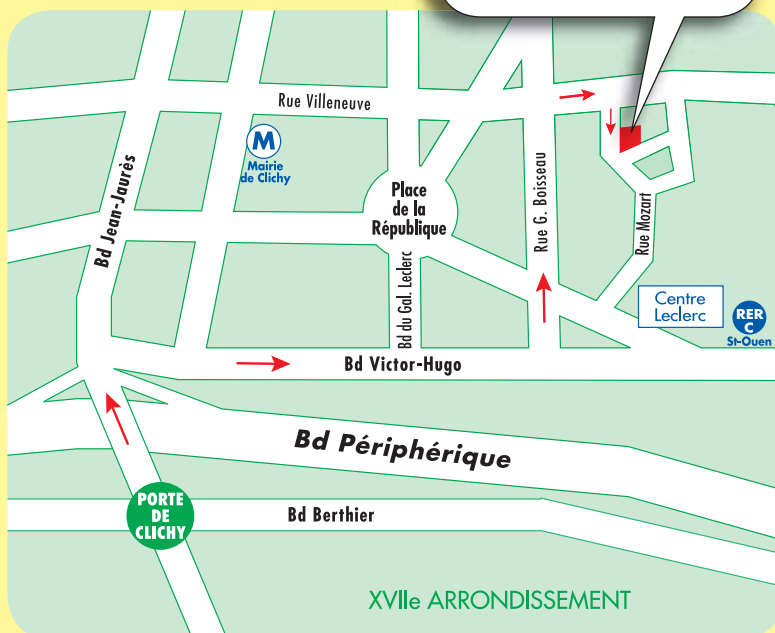 Rue Villeneuve
M
Mairie
de Clichy
Bd Jean-Jaurès
Place
de la
République
Rue G. Boisseau
Rue Mozart
Bd du Gal. Leclerc
Centre
Leclerc
RER
C
St-Ouen
Bd Victor-Hugo
Bd Périphérique
PORTE
DE
CLICHY
Bd Berthier
XVIIe ARRONDISSEMENT